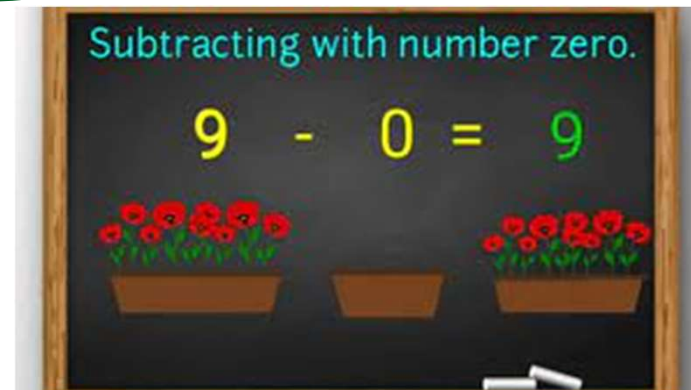 Subtracting with number zero.
9 - 0 = 9